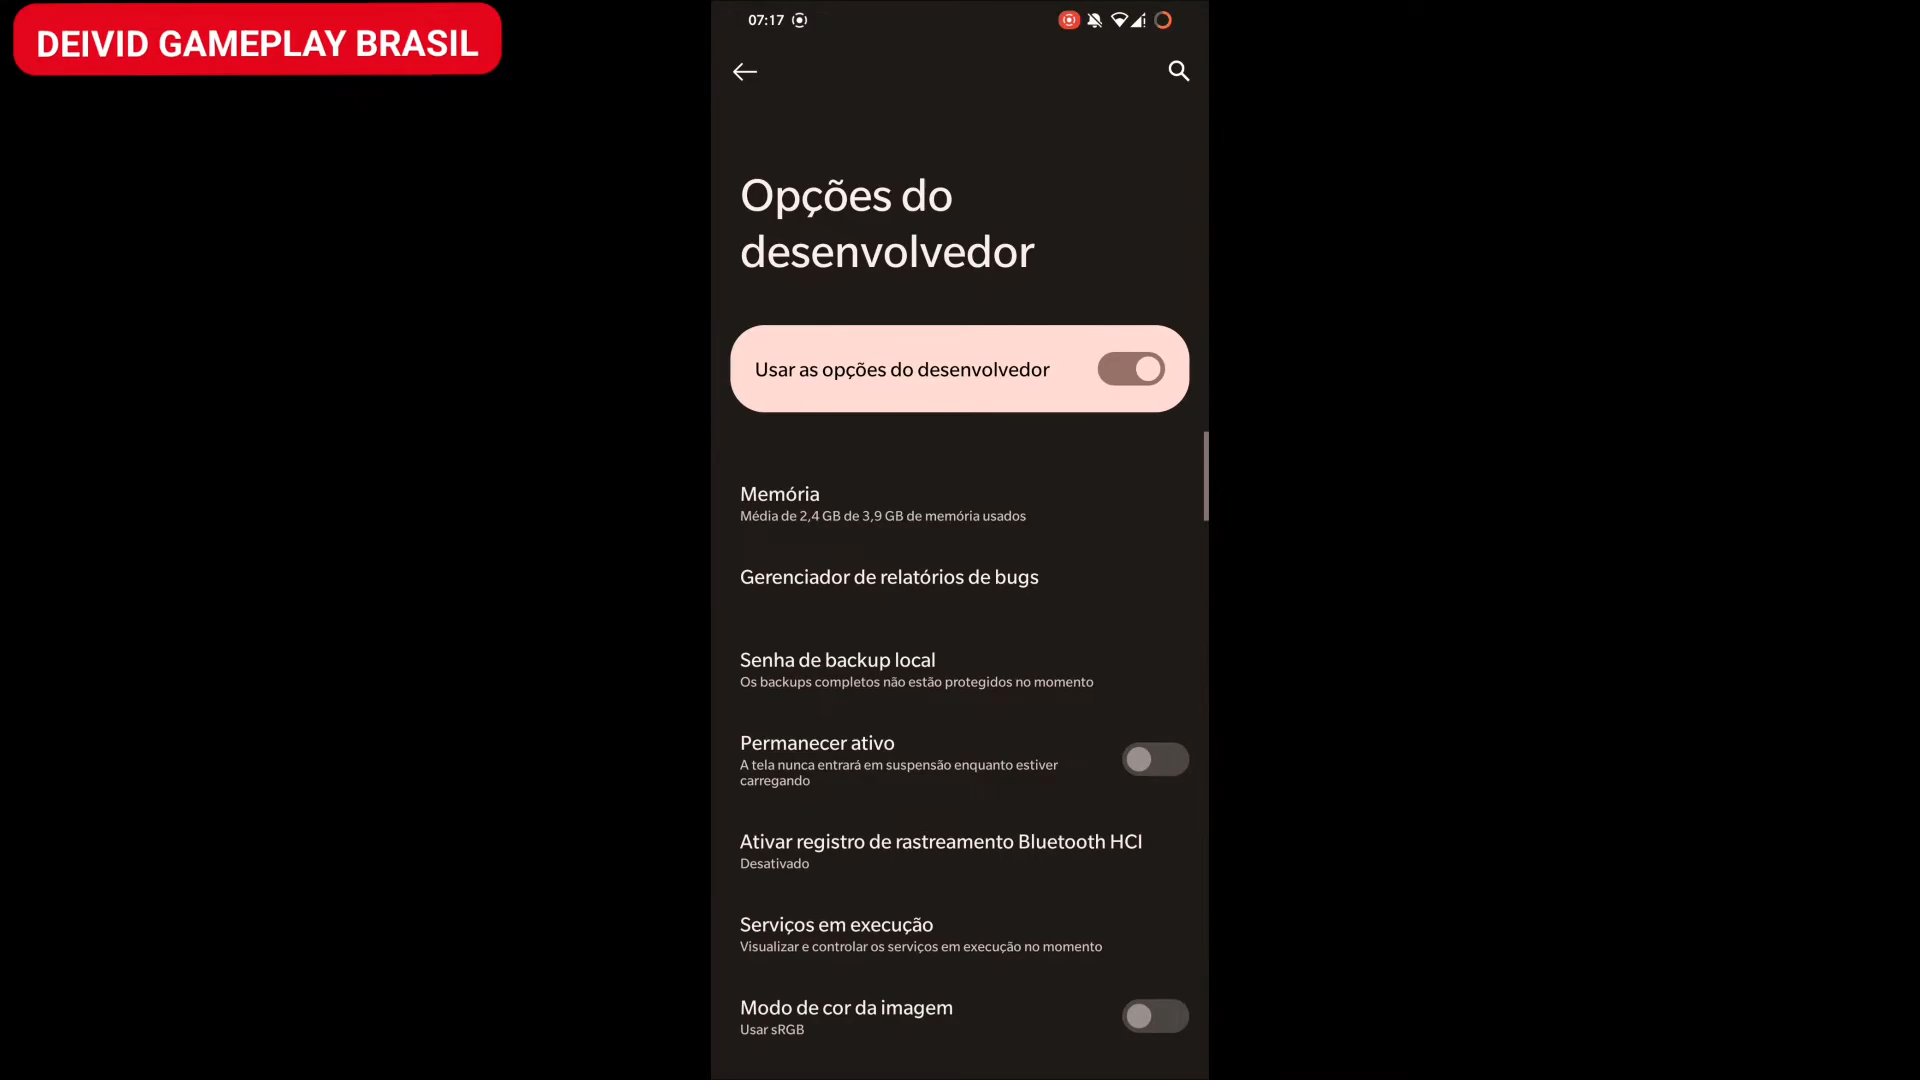 DEIVID GAMEPLAY BRASIL
07:17
Opções do
desenvolvedor
Usar as opções do desenvolvedor
Memória
Média de 2,4 GB de 3,9 GB de memória usados
Gerenciador de relatórios de bugs
Senha de backup local
Os backups completos não estão protegidos no momento
Permanecer ativo
A tela nunca entrará em suspensão enquanto estiver
carregando
Ativar registro de rastreamento Bluetooth HCI
Desativado
Serviços em execução
Visualizar e controlar os serviços em execução no momento
Modo de cor da imagem
Usar sRGB